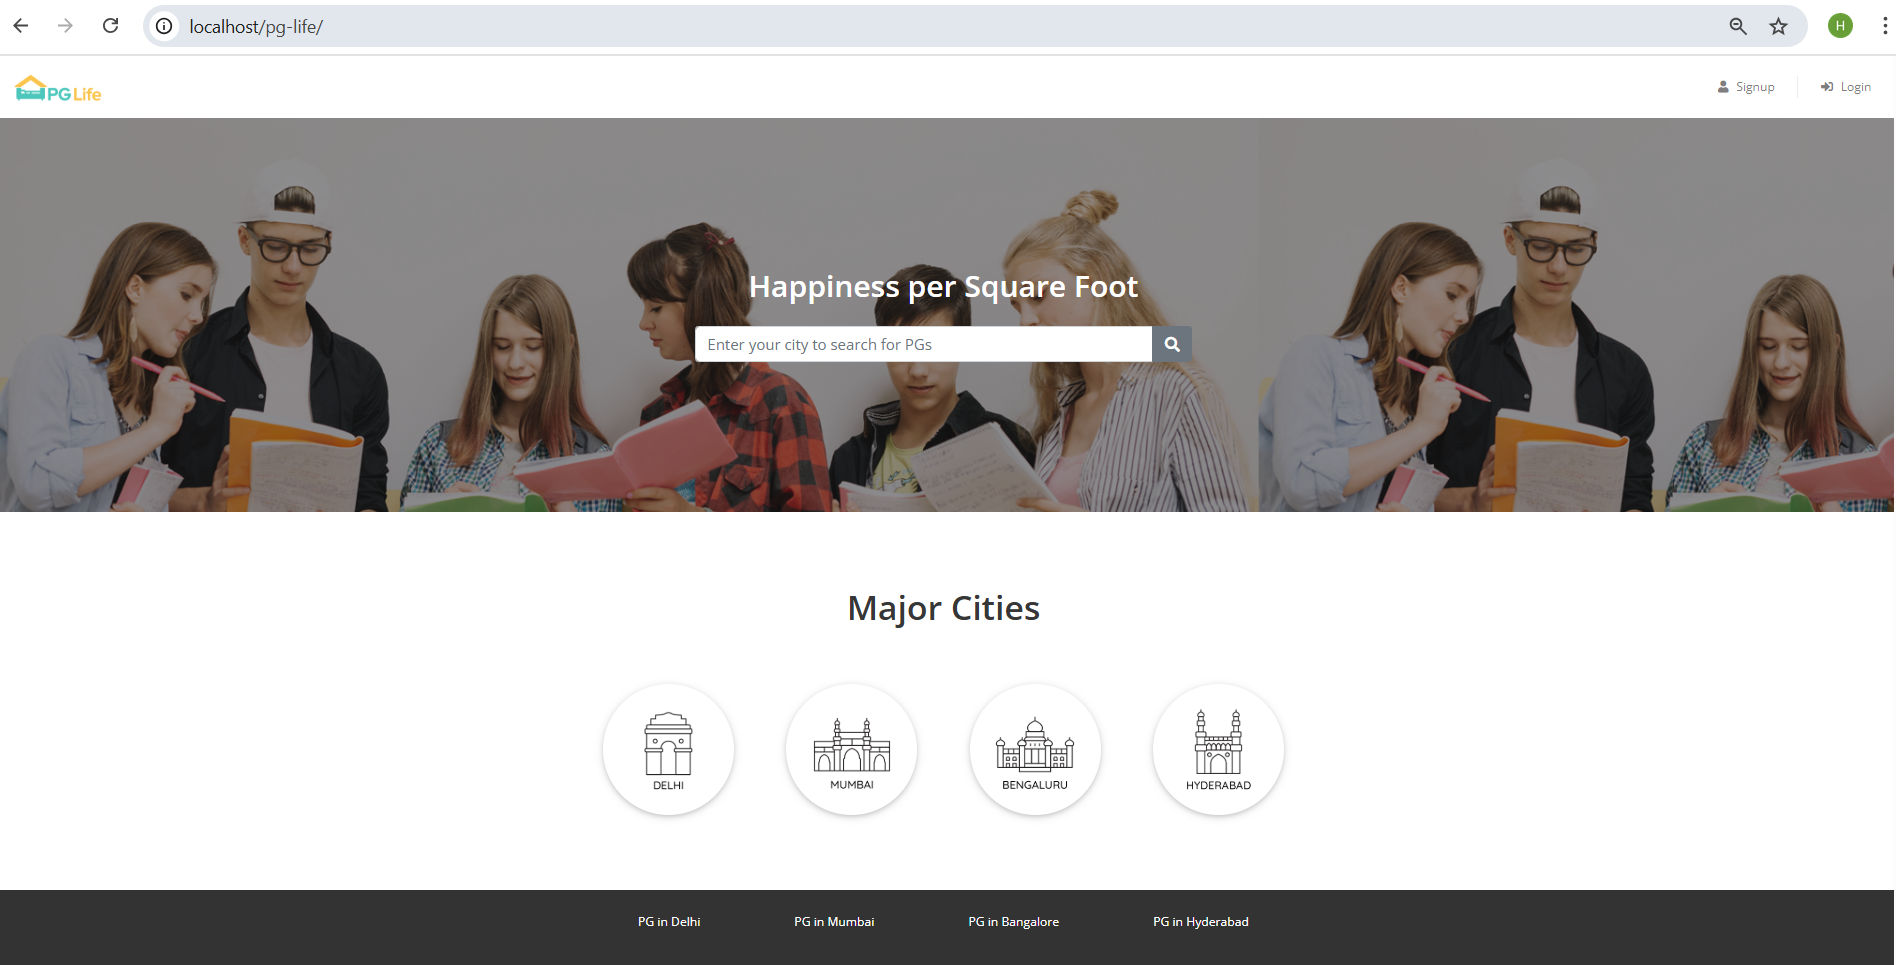 localhost/pg-life/
H
PG Life
Signup
Login
Happiness per Square Foot
Enter your city to search for PGs
Major Cities
DELHI
MUMBAI
BENGALURU
HYDERABAD
PG in Delhi
PG in Mumbai
PG in Bangalore
PG in Hyderabad